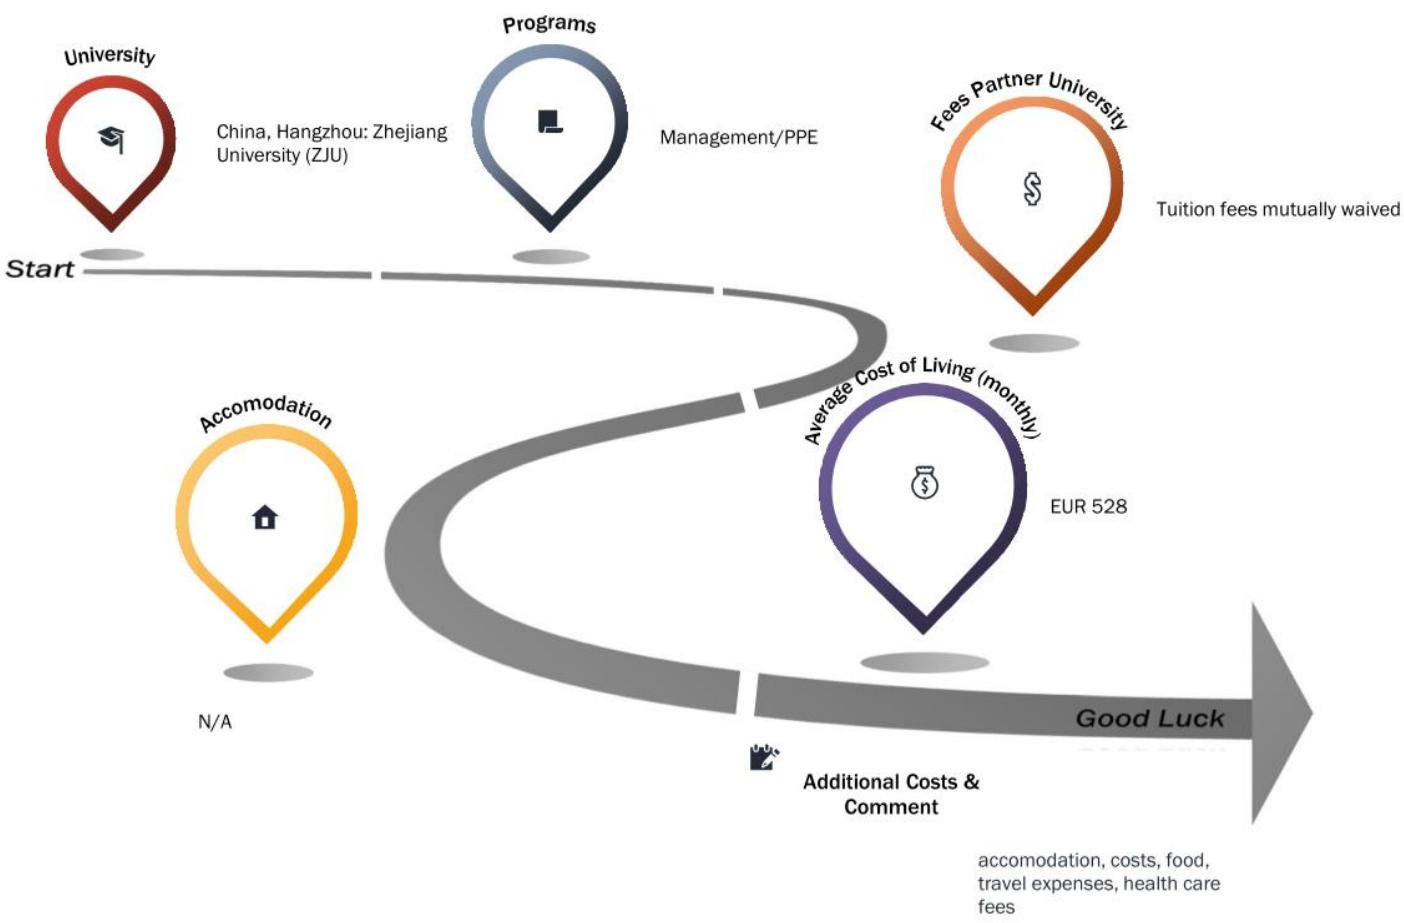 University
China, Hangzhou: Zhejiang
University (ZJU)
Programs
Management/PPE
Fees Partner University
Tuition fees mutually waived
Start
Average Cost of Living (monthly)
EUR 528
Accomodation
N/A
Good Luck
Additional Costs &
Comment
accomodation, costs, food,
travel expenses, health care
fees